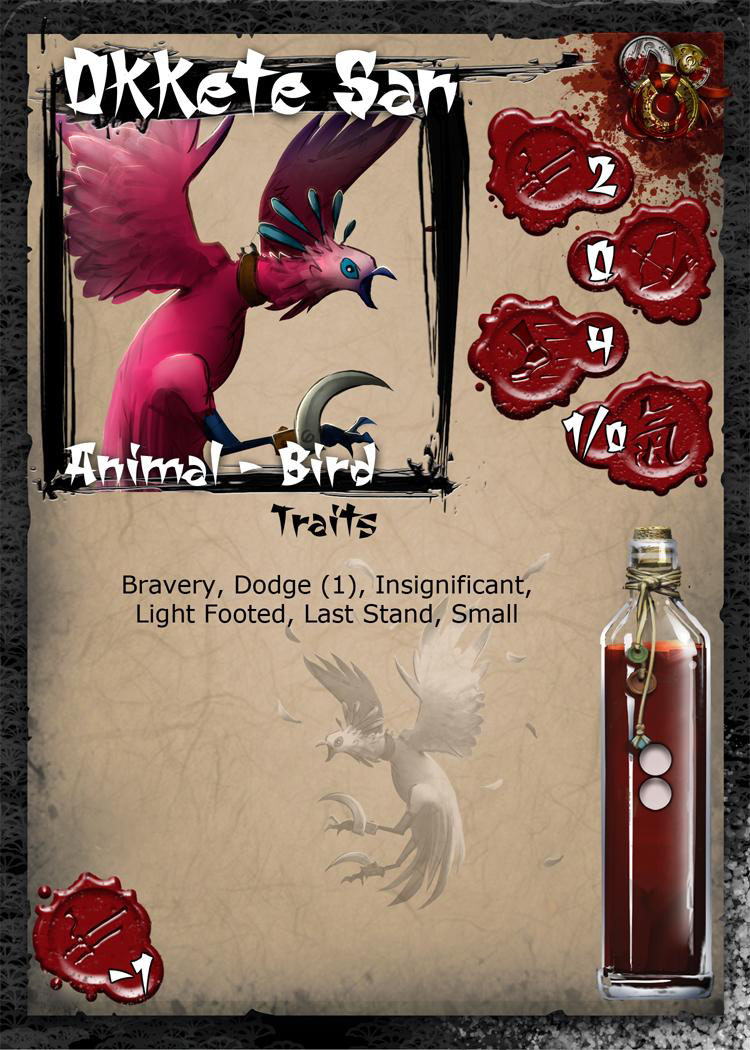 Okkete San
2
0
4
1/0
氣
Animal - Bird
Traits
Bravery, Dodge (1), Insignificant,
Light Footed, Last Stand, Small
-1